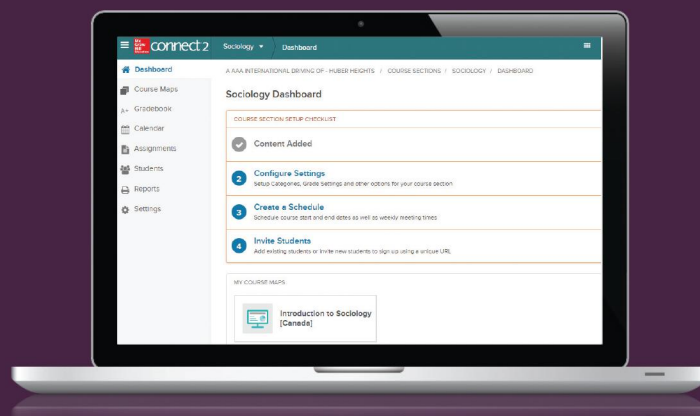 Mc Graw Hill Education connect2 Sociology Dashboard
Dashboard
Course Maps
A+ Gradebook
Calendar
Assignments
Students
Reports
Settings
A AAA INTERNATIONAL DRIVING OF - HUBER HEIGHTS / COURSE SECTIONS / SOCIOLOGY / DASHBOARD
Sociology Dashboard
COURSE SECTION SETUP CHECKLIST
Content Added
2 Configure Settings
Setup Categories, Grade Settings and other options for your course section
3 Create a Schedule
Schedule course start and end dates as well as weekly meeting times
4 Invite Students
Add existing students or invite new students to sign up using a unique URL
MY COURSE MAPS
Introduction to Sociology
[Canada]